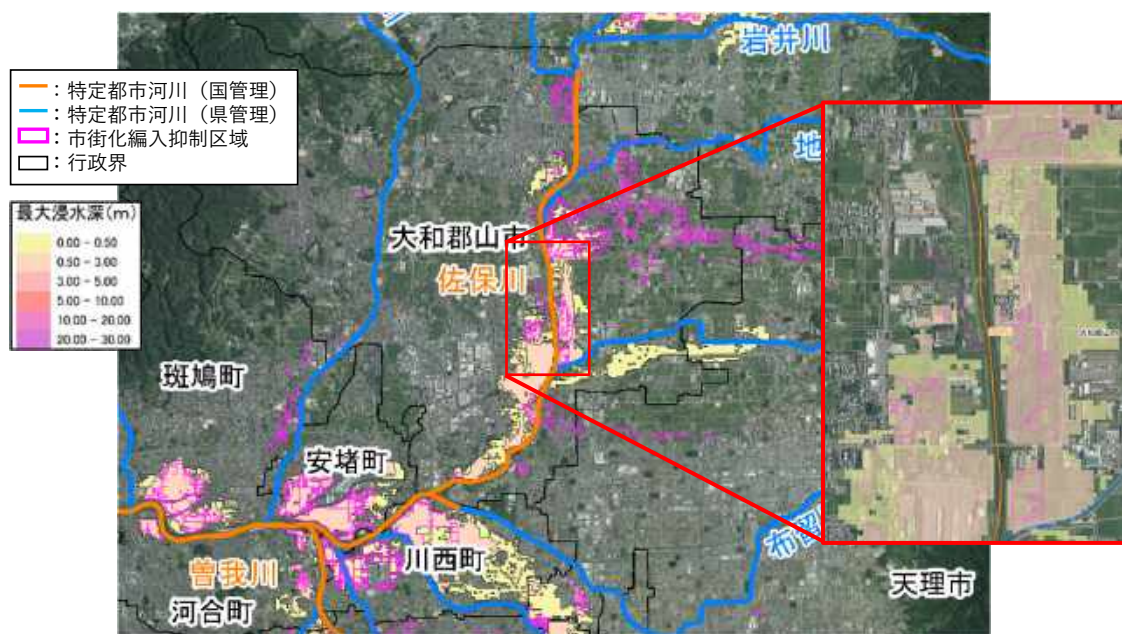 岩井川
：特定都市河川（国管理）
：特定都市河川（県管理）
：市街化編入抑制区域
：行政界
地
最大浸水深(m)
0.00 - 0.50
0.50 - 3.00
3.00 - 5.00
5.00 - 10.00
10.00 - 20.00
20.00 - 30.00
大和郡山市
佐保川
斑鳩町
安堵町
布留
川西町
曽我川
河合町
天理市